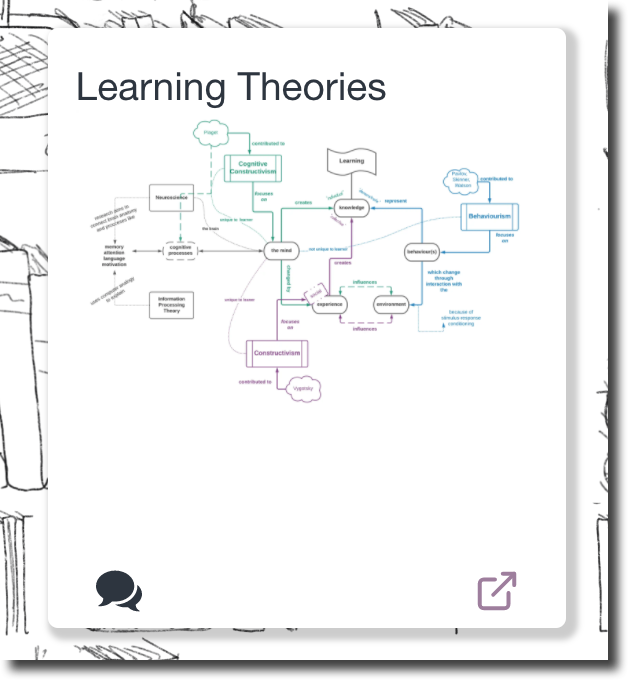 Learning Theories
Piaget
contributed to
Cognitive
Constructivism
Learning
Pavlov,
Skinner,
Watson
contributed to
Neuroscience
focuses
on
creates
knowledge
represent
Behaviourism
research aims to
connect brain anatomy
and processes like
unique to learner
the brain
focuses
on
memory
attention
language
motivation
cognitive
processes
the mind
not unique to learner
behaviour(s)
creates
which change
through
interaction with
the
changed by
influences
uses computer analogy
to explain
Information
Processing
Theory
unique to learner
social
experience
environment
because of
stimulus-response
conditioning
focuses
on
influences
Constructivism
contributed to
Vygotsky